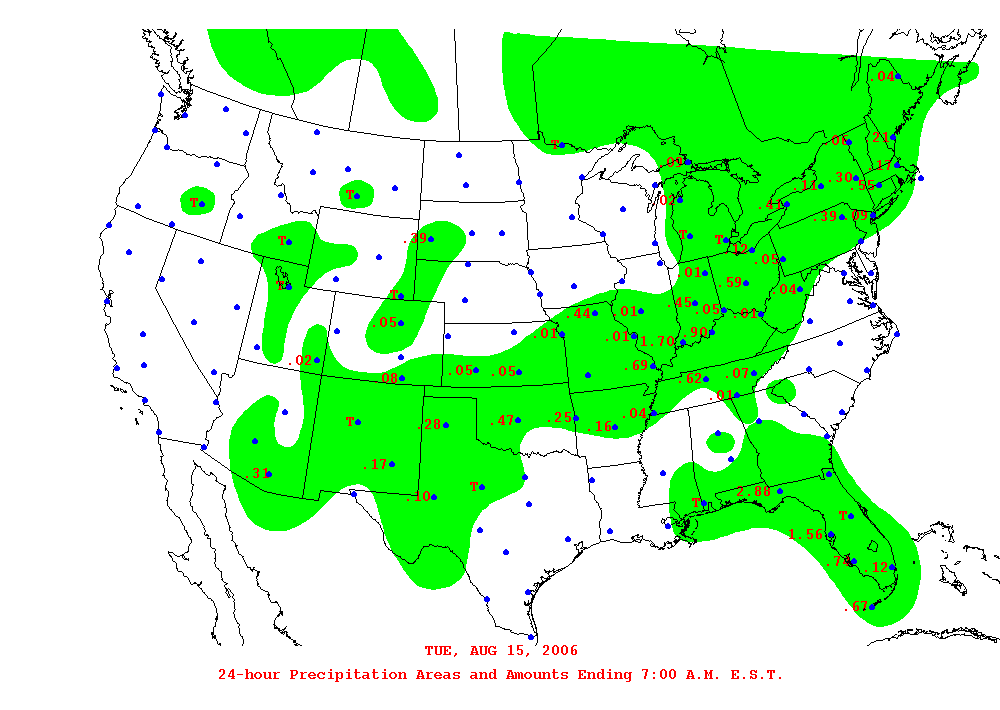 .04
.06 .21
T
.09 .17
.30
.11 .55
T .02
T .41
.39 .09
.39 T T
T .12
.05
.01
T .59
T .04
.45
.05
.44 .01 .01
.05
.01 .01 .90
1.70
.02
.69
.05 .05 .07
.08 .62
.01
.04
.28 .47 .25
T .16
.17
.31
T
2.88
.10
T
T
1.56
.74
.12
.67
TUE, AUG 15, 2006
24-hour Precipitation Areas and Amounts Ending 7:00 A.M. E.S.T.